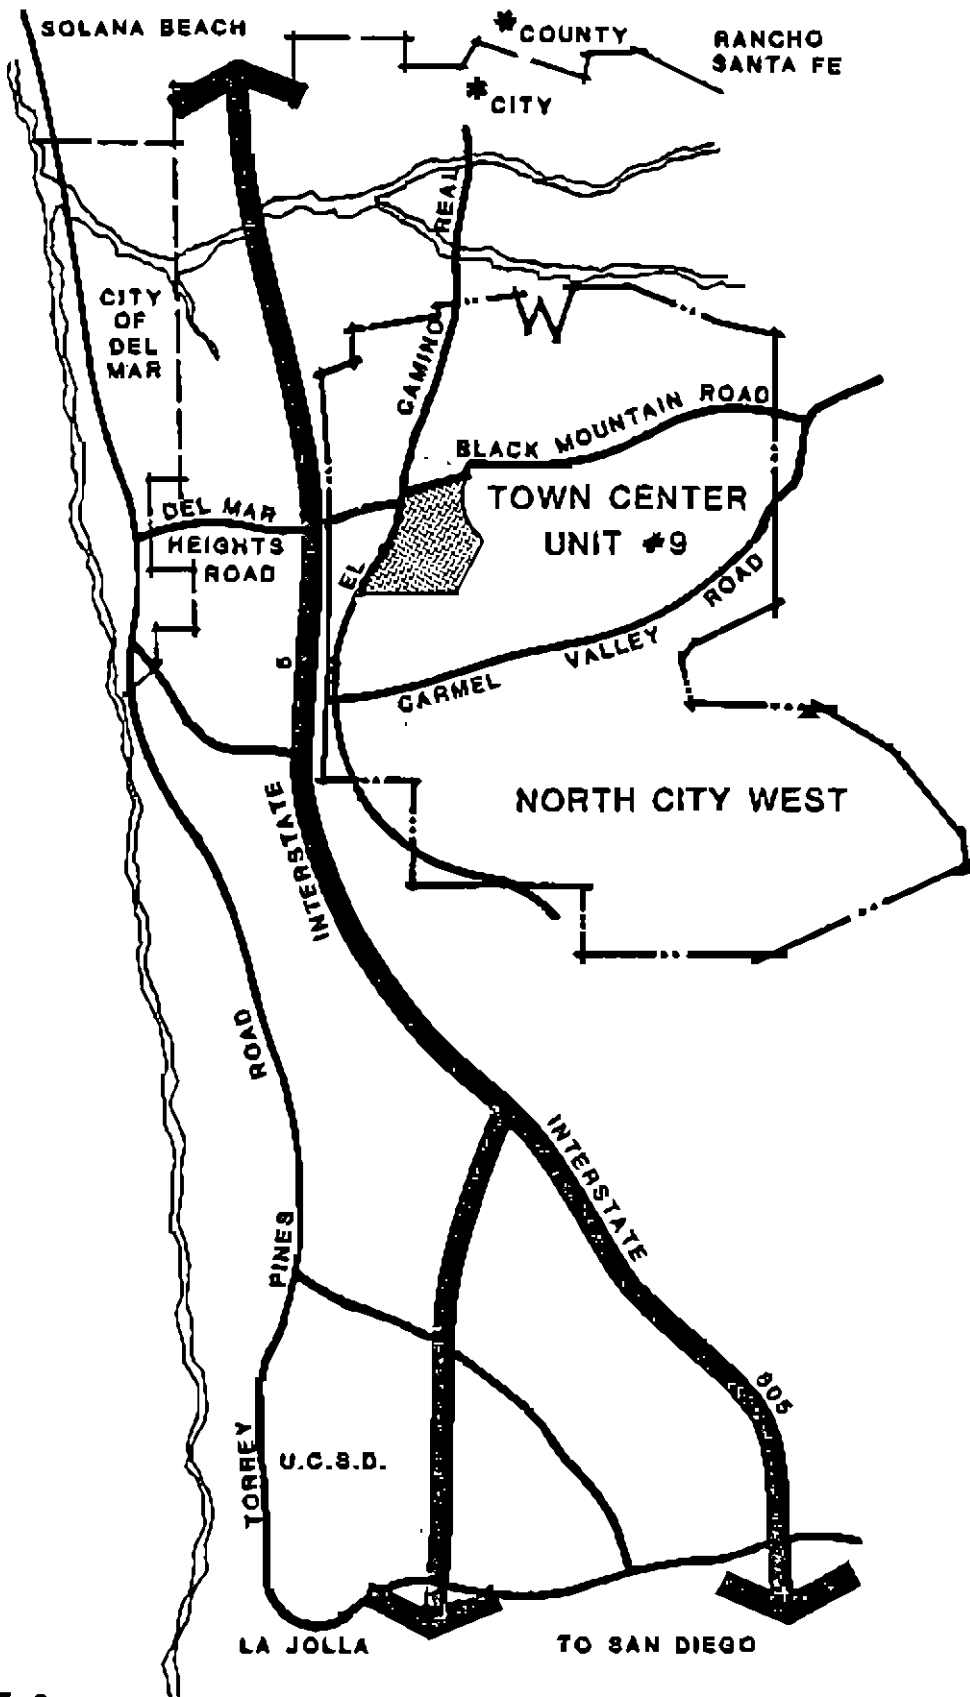 SOLANA BEACH
*COUNTY
RANCHO
SANTA FE
*CITY
CITY
OF
DEL
MAR
EL CAMINO REAL
BLACK MOUNTAIN ROAD
TOWN CENTER
UNIT #9
DEL MAR
HEIGHTS
ROAD
CARMEL VALLEY ROAD
INTERSTATE 5
NORTH CITY WEST
INTERSTATE 805
TORREY PINES ROAD
U.C.S.D.
LA JOLLA
TO SAN DIEGO